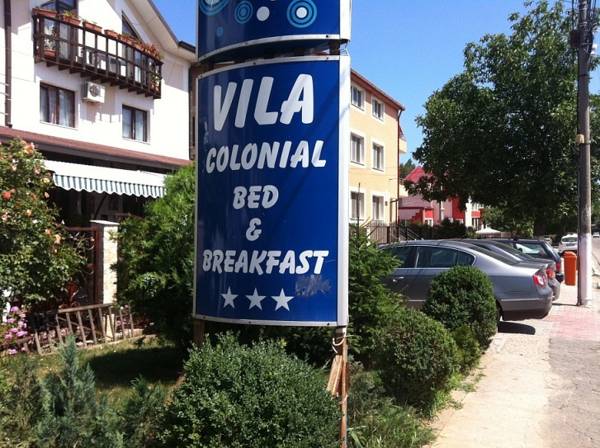 VILA
COLONIAL
BED
&
BREAKFAST